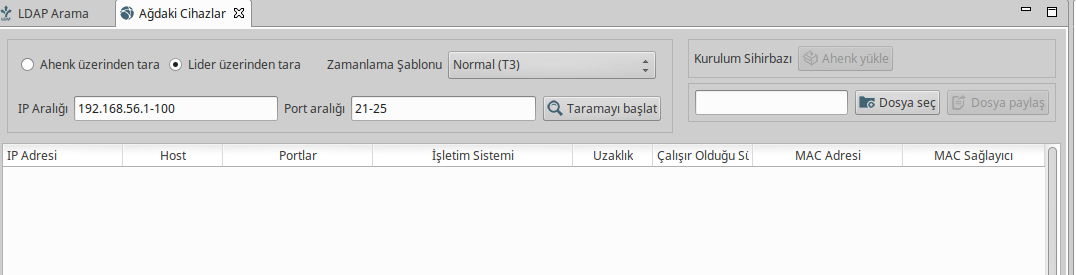 LDAP Arama
Ağdaki Cihazlar
Ahenk üzerinden tara
Lider üzerinden tara
Zamanlama Şablonu
Normal (T3)
Kurulum Sihirbazı
Ahenk yükle
IP Aralığı
192.168.56.1-100
Port aralığı
21-25
Taramayı başlat
Dosya seç
Dosya paylaş
IP Adresi
Host
Portlar
İşletim Sistemi
Uzaklık
Çalışır Olduğu Sü
MAC Adresi
MAC Sağlayıcı